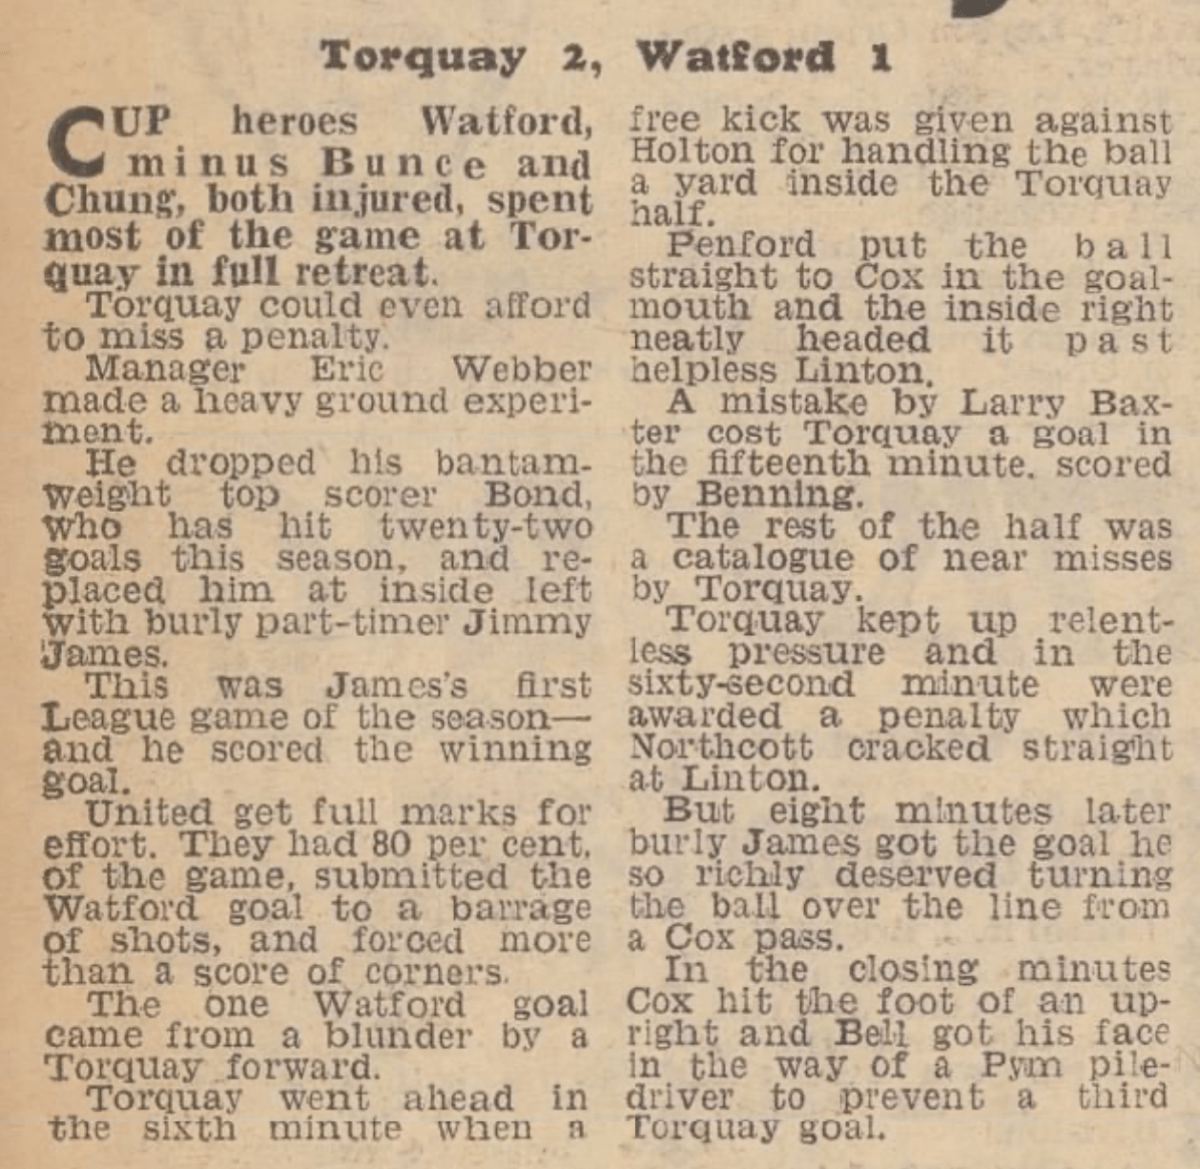 Torquay 2, Watford 1
CUP heroes Watford,
minus Bunce and
Chung, both injured, spent
most of the game at Tor-
quay in full retreat.
Torquay could even afford
to miss a penalty.
Manager Eric Webber
made a heavy ground experi-
ment.
He dropped his bantam-
weight top scorer Bond,
who has hit twenty-two
goals this season, and re-
placed him at inside left
with burly part-timer Jimmy
James.
This was James's first
League game of the season—
and he scored the winning
goal.
United get full marks for
effort. They had 80 per cent.
of the game, submitted the
Watford goal to a barrage
of shots, and forced more
than a score of corners.
The one Watford goal
came from a blunder by a
Torquay forward.
Torquay went ahead in
the sixth minute when a
free kick was given against
Holton for handling the ball
a yard inside the Torquay
half.
Penford put the ball
straight to Cox in the goal-
mouth and the inside right
neatly headed it past
helpless Linton.
A mistake by Larry Bax-
ter cost Torquay a goal in
the fifteenth minute. scored
by Benning.
The rest of the half was
a catalogue of near misses
by Torquay.
Torquay kept up relent-
less pressure and in the
sixty-second minute were
awarded a penalty which
Northcott cracked straight
at Linton.
But eight minutes later
burly James got the goal he
so richly deserved turning
the ball over the line from
a Cox pass.
In the closing minutes
Cox hit the foot of an up-
right and Bell got his face
in the way of a Pym pile-
driver to prevent a third
Torquay goal.